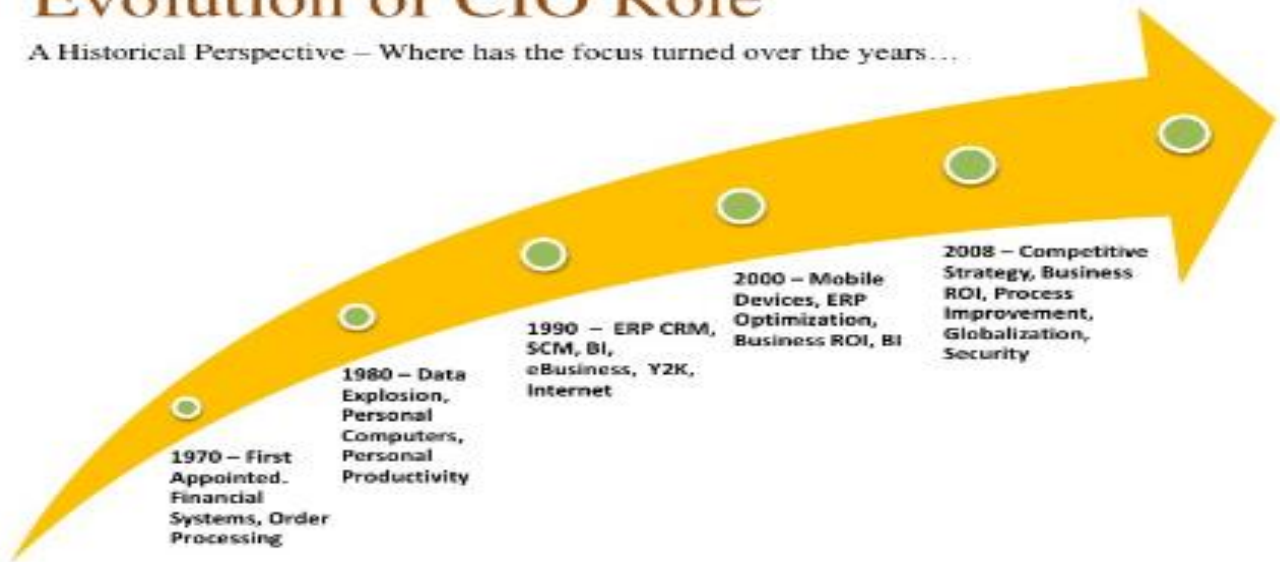 Evolution of CIO Role
A Historical Perspective – Where has the focus turned over the years…
1970 – First
Appointed.
Financial
Systems, Order
Processing
1980 – Data
Explosion,
Personal
Computers,
Personal
Productivity
1990 – ERP CRM,
SCM, BI,
eBusiness, Y2K,
Internet
2000 – Mobile
Devices, ERP
Optimization,
Business ROI, BI
2008 – Competitive
Strategy, Business
ROI, Process
Improvement,
Globalization,
Security